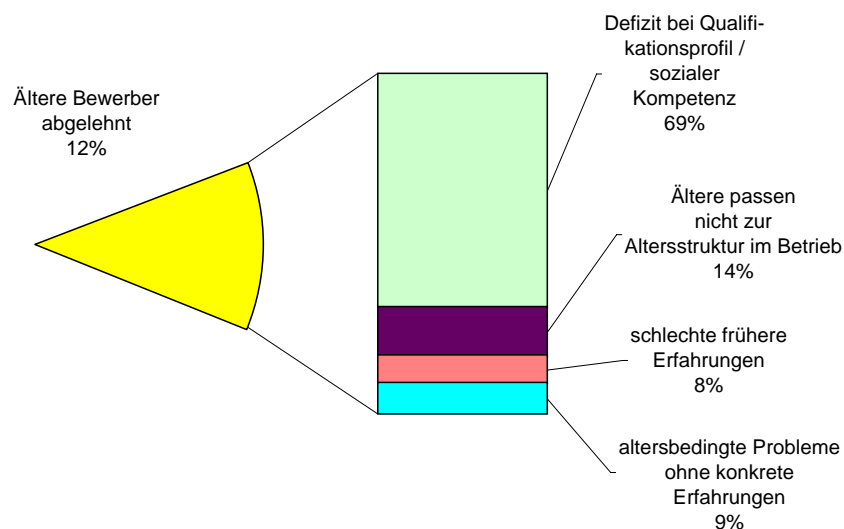 Ältere Bewerber
abgelehnt
12%
Defizit bei Qualifi-
kationsprofil /
sozialer
Kompetenz
69%
Ältere passen
nicht zur
Altersstruktur im Betrieb
14%
schlechte frühere
Erfahrungen
8%
altersbedingte Probleme
ohne konkrete
Erfahrungen
9%